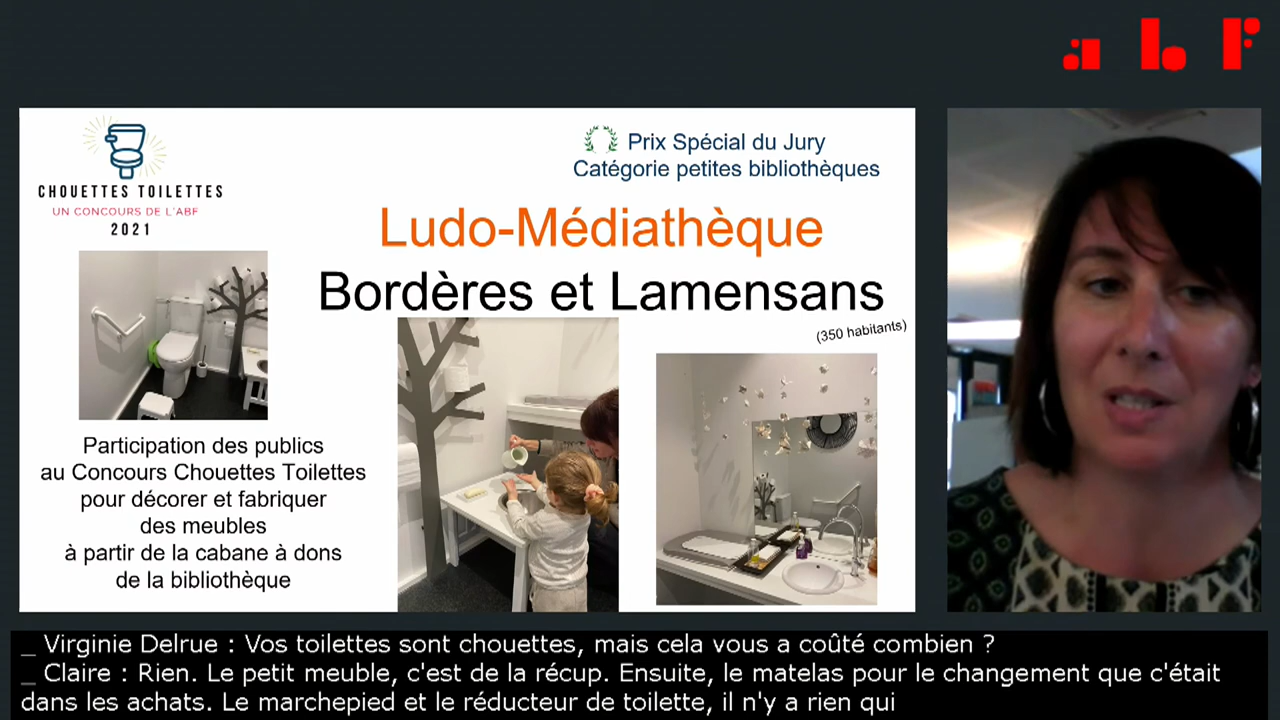 abf
CHOUETTES TOILETTES
UN CONCOURS DE L'ABF
2021
Prix Spécial du Jury
Catégorie petites bibliothèques
Ludo-Médiathèque
Bordères et Lamensans
(350 habitants)
Participation des publics
au Concours Chouettes Toilettes
pour décorer et fabriquer
des meubles
à partir de la cabane à dons
de la bibliothèque
_ Virginie Delrue : Vos toilettes sont chouettes, mais cela vous a coûté combien ?
_ Claire : Rien. Le petit meuble, c'est de la récup. Ensuite, le matelas pour le changement que c'était
dans les achats. Le marchepied et le réducteur de toilette, il n'y a rien qui